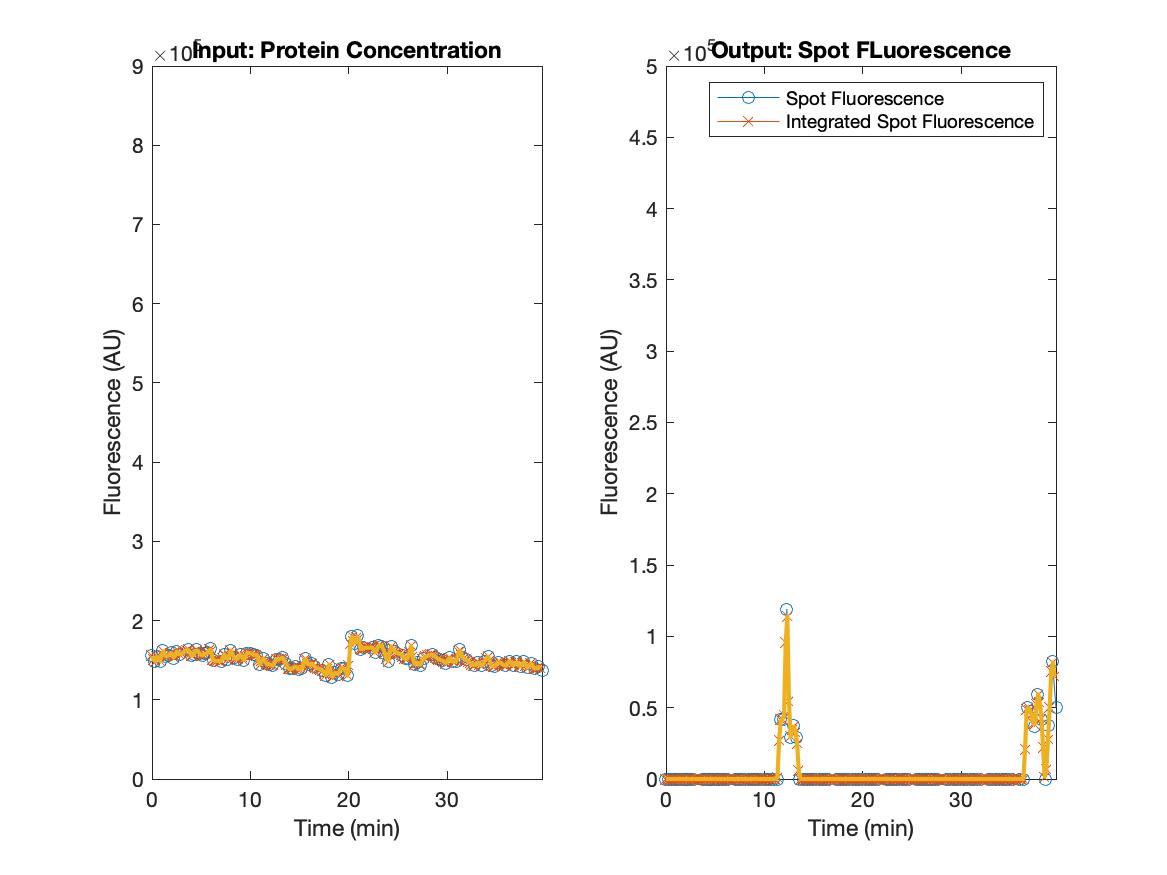 ×10⁵
Input: Protein Concentration
9
8
7
6
5
4
3
2
1
0
Fluorescence (AU)
0 10 20 30
Time (min)
×10⁵
Output: Spot FLuorescence
Spot Fluorescence
Integrated Spot Fluorescence
5
4.5
4
3.5
3
2.5
2
1.5
1
0.5
0
Fluorescence (AU)
0 10 20 30
Time (min)